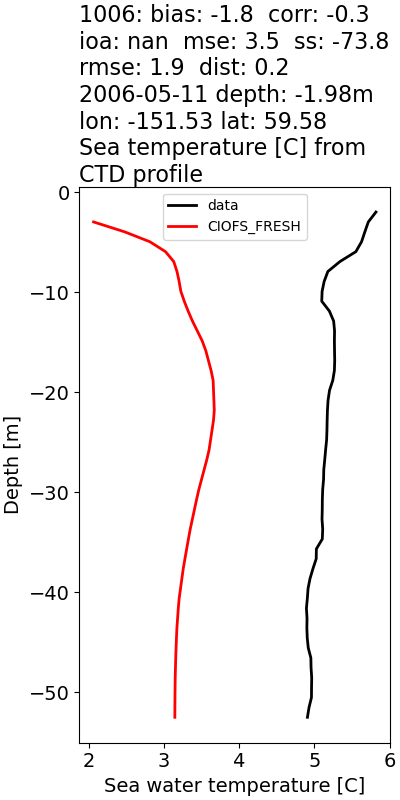 1006: bias: -1.8  corr: -0.3
ioa: nan  mse: 3.5  ss: -73.8
rmse: 1.9  dist: 0.2
2006-05-11 depth: -1.98m
lon: -151.53 lat: 59.58
Sea temperature [C] from
CTD profile
data
CIOFS_FRESH
0
−10
−20
−30
−40
−50
Depth [m]
2 3 4 5 6
Sea water temperature [C]